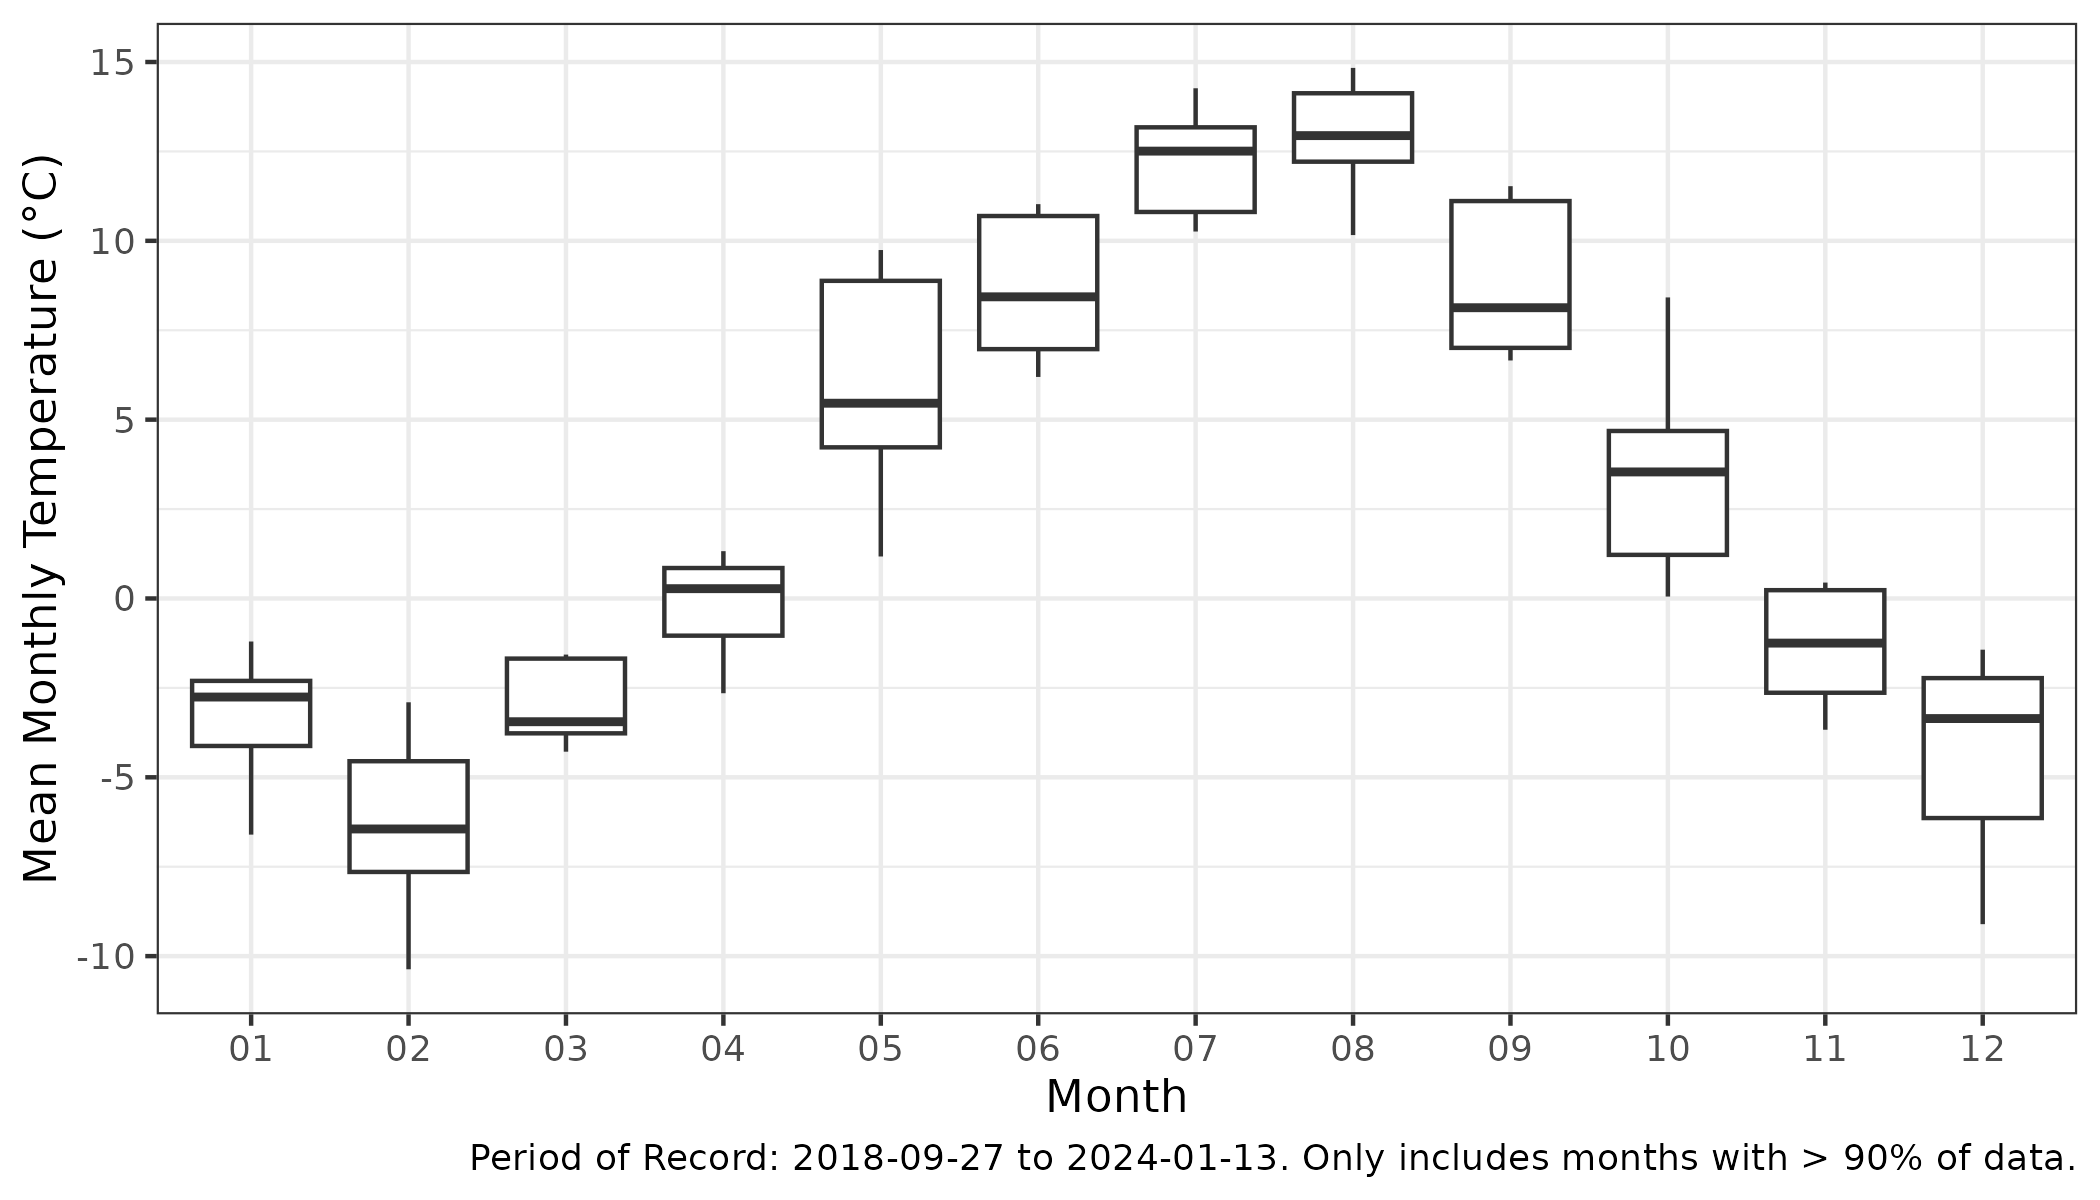 Mean Monthly Temperature (°C)
15
10
5
0
-5
-10
01 02 03 04 05 06 07 08 09 10 11 12
Month
Period of Record: 2018-09-27 to 2024-01-13. Only includes months with > 90% of data.